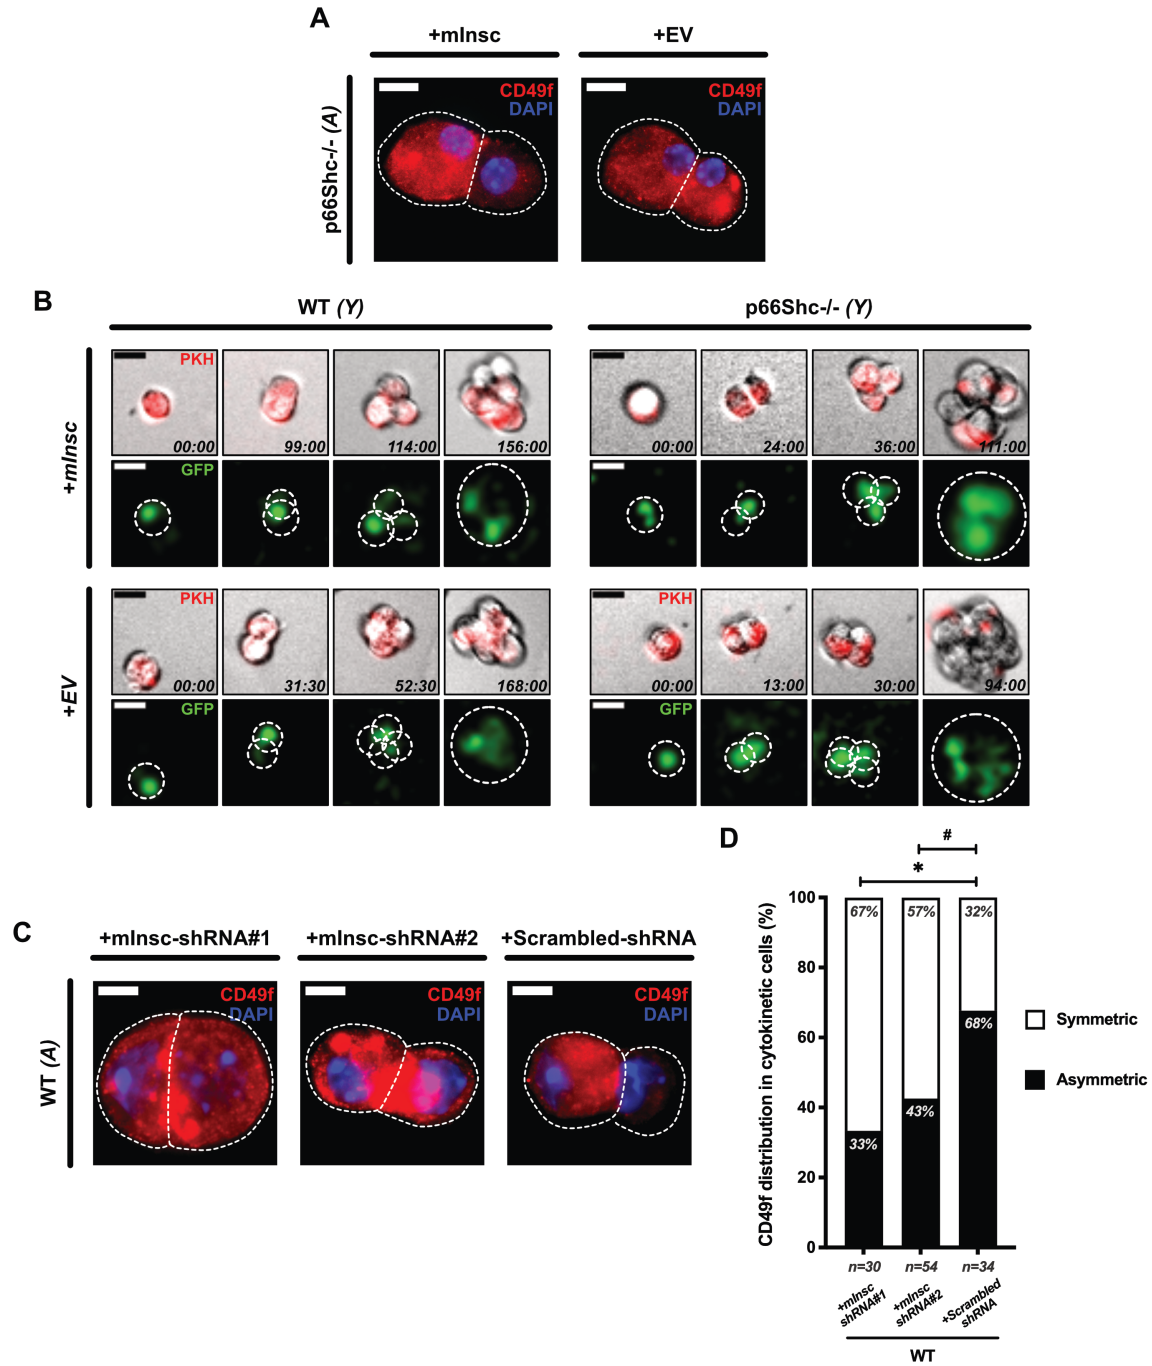 A
+mInsc
+EV
p66Shc-/- (A)
CD49f
DAPI
CD49f
DAPI
B
WT (Y)
p66Shc-/- (Y)
+mInsc
PKH
00:00
99:00
114:00
156:00
00:00
24:00
36:00
111:00
GFP
+EV
PKH
00:00
31:30
52:30
168:00
PKH
00:00
13:00
30:00
94:00
GFP
GFP
C
+mInsc-shRNA#1
+mInsc-shRNA#2
+Scrambled-shRNA
WT (A)
CD49f
DAPI
CD49f
DAPI
CD49f
DAPI
D
#
*
CD49f distribution in cytokinetic cells (%)
100
80
60
40
20
0
67%
57%
32%
33%
43%
68%
Symmetric
Asymmetric
n=30
n=54
n=34
+mInsc
shRNA#1
+mInsc
shRNA#2
+Scrambled
shRNA
WT